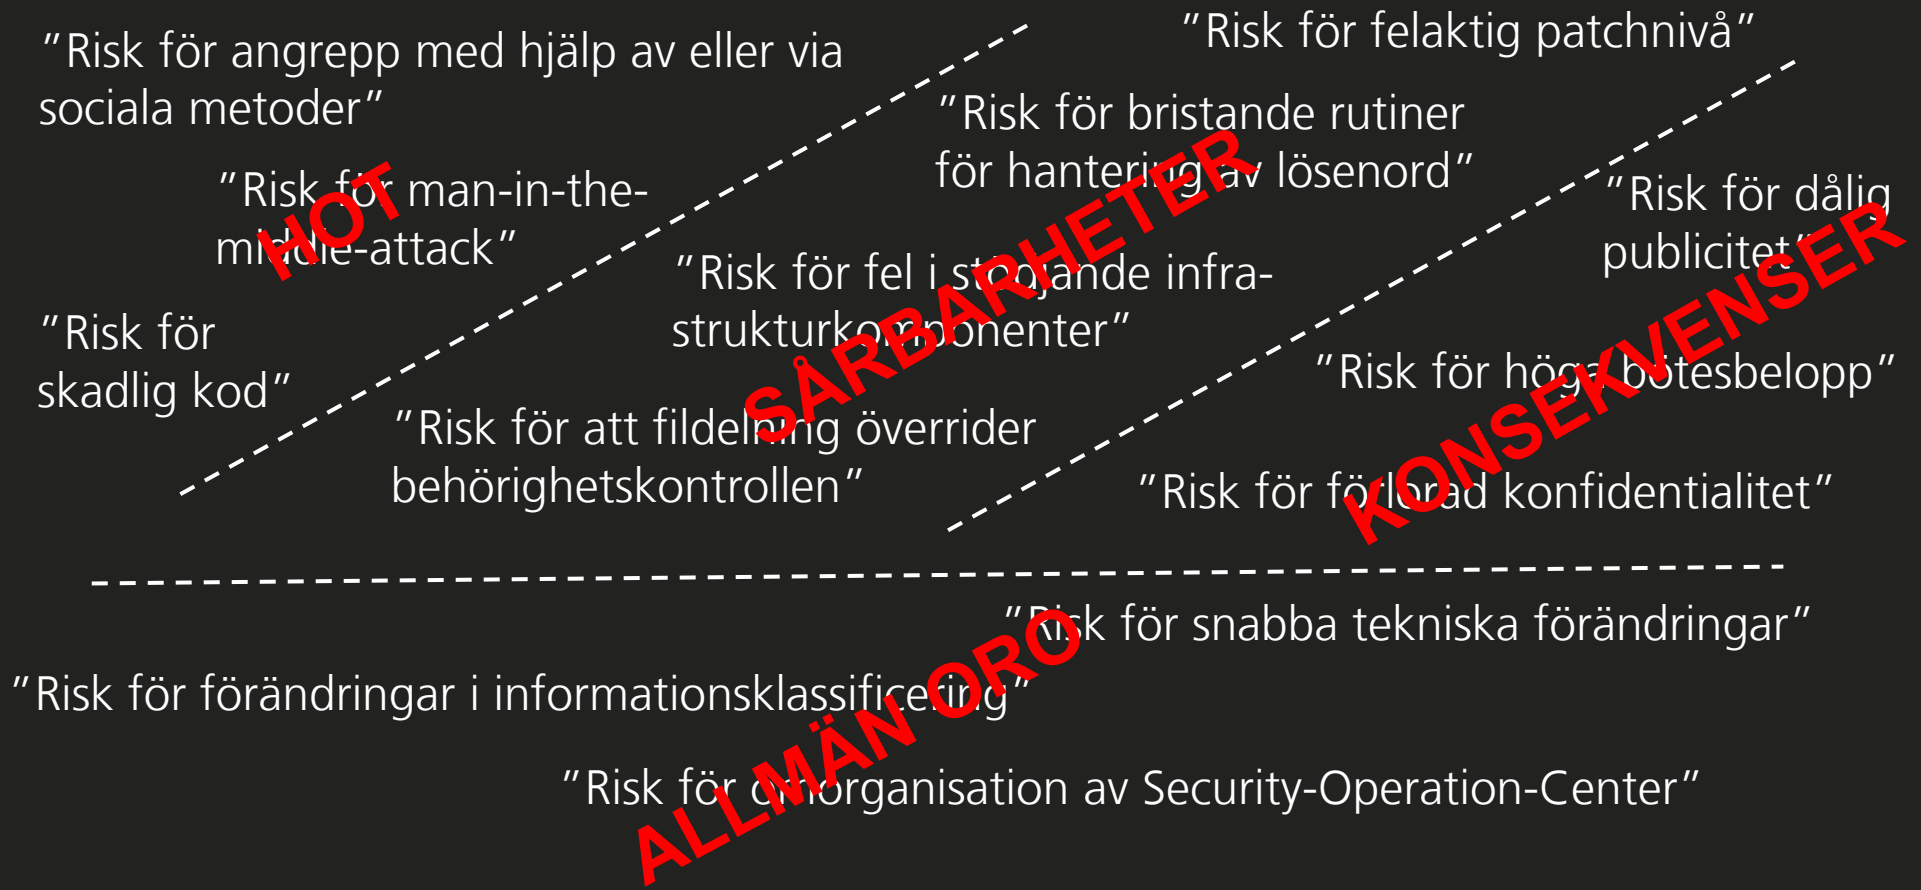 ”Risk för angrepp med hjälp av eller via
sociala metoder”
”Risk för man-in-the-
middle-attack”
”Risk för
skadlig kod”
HOT
”Risk för felaktig patchnivå”
”Risk för bristande rutiner
för hantering av lösenord”
”Risk för fel i stödjande infra-
strukturkomponenter”
”Risk för att fildelning överrider
behörighetskontrollen”
SÅRBARHETER
”Risk för dålig
publicitet”
”Risk för höga bötesbelopp”
”Risk för förlorad konfidentialitet”
KONSEKVENSER
”Risk för snabba tekniska förändringar”
”Risk för förändringar i informationsklassificering”
”Risk för omorganisation av Security-Operation-Center”
ALLMÄN ORO